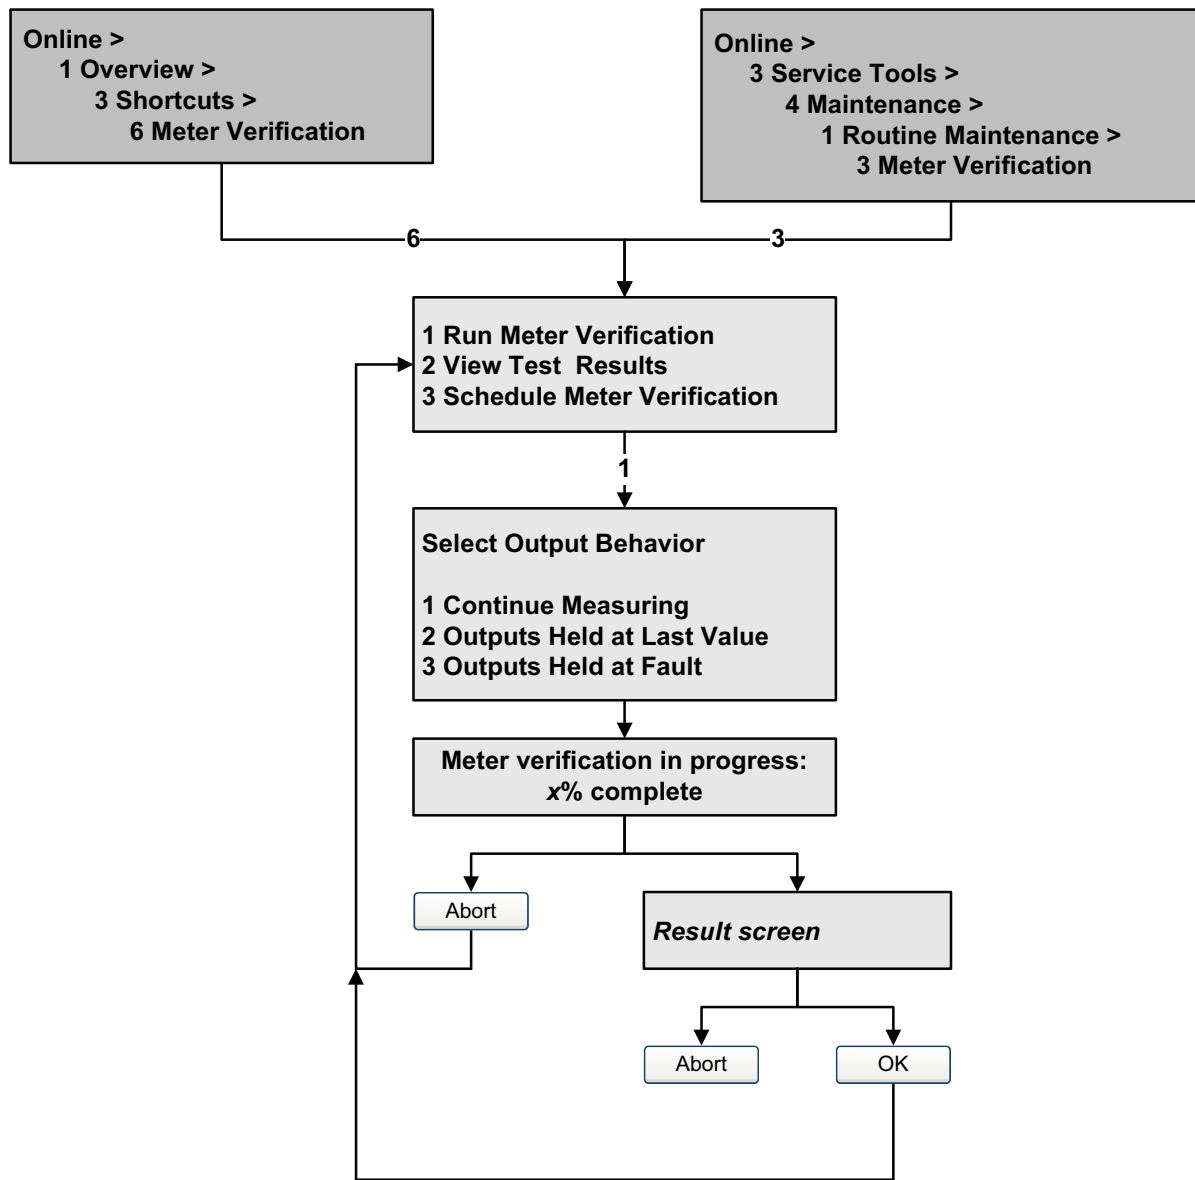 Online >
1 Overview >
3 Shortcuts >
6 Meter Verification
Online >
3 Service Tools >
4 Maintenance >
1 Routine Maintenance >
3 Meter Verification
6
3
1 Run Meter Verification
2 View Test Results
3 Schedule Meter Verification
1
Select Output Behavior
1 Continue Measuring
2 Outputs Held at Last Value
3 Outputs Held at Fault
Meter verification in progress:
x% complete
Abort
Result screen
Abort
OK